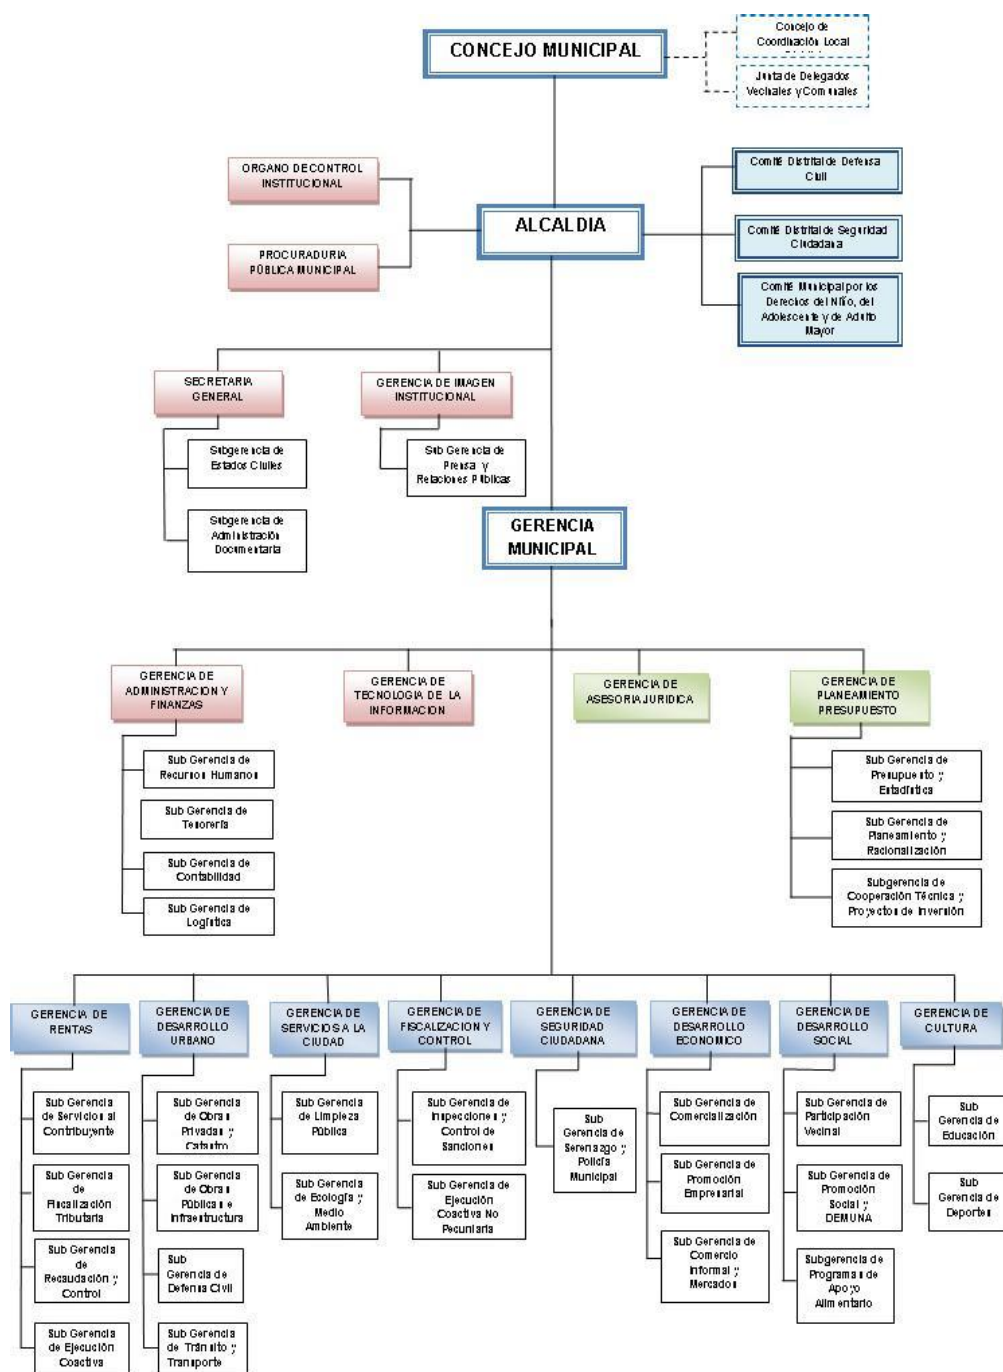 CONCEJO MUNICIPAL
Concejo de
Coordinación Local
Junta de Delegados
Vecinales y Comunales
ORGANO DE CONTROL
INSTITUCIONAL
Comité Distrital de Defensa
Civil
ALCALDIA
Comité Distrital de Seguridad
Ciudadana
PROCURADURIA
PÚBLICA MUNICIPAL
Comité Municipal por los
Derechos del Niño, del
Adolescente y de Adulto
Mayor
SECRETARIA
GENERAL
GERENCIA DE IMAGEN
INSTITUCIONAL
Subgerencia de
Estados Civiles
Sub Gerencia de
Prensa y
Relaciones Públicas
Subgerencia de
Administración
Documentaria
GERENCIA
MUNICIPAL
GERENCIA DE
ADMINISTRACION Y
FINANZAS
GERENCIA DE
TECNOLOGIA DE LA
INFORMACION
GERENCIA DE
ASESORIA JURIDICA
GERENCIA DE
PLANEAMIENTO
PRESUPUESTO
Sub Gerencia de
Recursos Humanos
Sub Gerencia de
Tesorería
Sub Gerencia de
Contabilidad
Sub Gerencia de
Logística
Sub Gerencia de
Presupuesto y
Estadística
Sub Gerencia de
Planeamiento y
Racionalización
Subgerencia de
Cooperación Técnica y
Proyectos de Inversión
GERENCIA DE
RENTAS
GERENCIA DE
DESARROLLO
URBANO
GERENCIA DE
SERVICIOS A LA
CIUDAD
GERENCIA DE
FISCALIZACION Y
CONTROL
GERENCIA DE
SEGURIDAD
CIUDADANA
GERENCIA DE
DESARROLLO
ECONOMICO
GERENCIA DE
DESARROLLO
SOCIAL
GERENCIA DE
CULTURA
Sub Gerencia
de Servicios al
Contribuyente
Sub Gerencia
de
Fiscalización
Tributaria
Sub Gerencia
de
Recaudación y
Control
Sub Gerencia
de Ejecución
Coactiva
Sub Gerencia
de Obras
Privadas y
Catastro
Sub Gerencia
de Obras
Públicas e
Infraestructura
Sub
Gerencia de
Defensa Civil
Sub Gerencia
de Tránsito y
Transporte
Sub Gerencia
de Limpieza
Pública
Sub Gerencia
de Ecología y
Medio
Ambiente
Sub Gerencia de
Inspecciones y
Control de
Sanciones
Sub Gerencia de
Ejecución
Coactiva No
Pecuniaria
Sub
Gerencia de
Serenazgo y
Policía
Municipal
Sub Gerencia de
Comercialización
Sub Gerencia de
Promoción
Empresarial
Sub Gerencia de
Comercio
Informal y
Mercados
Sub Gerencia de
Participación
Vecinal
Sub Gerencia de
Promoción
Social y
DEMUNA
Subgerencia de
Programas de
Apoyo
Alimentario
Sub
Gerencia de
Educación
Sub
Gerencia de
Deportes